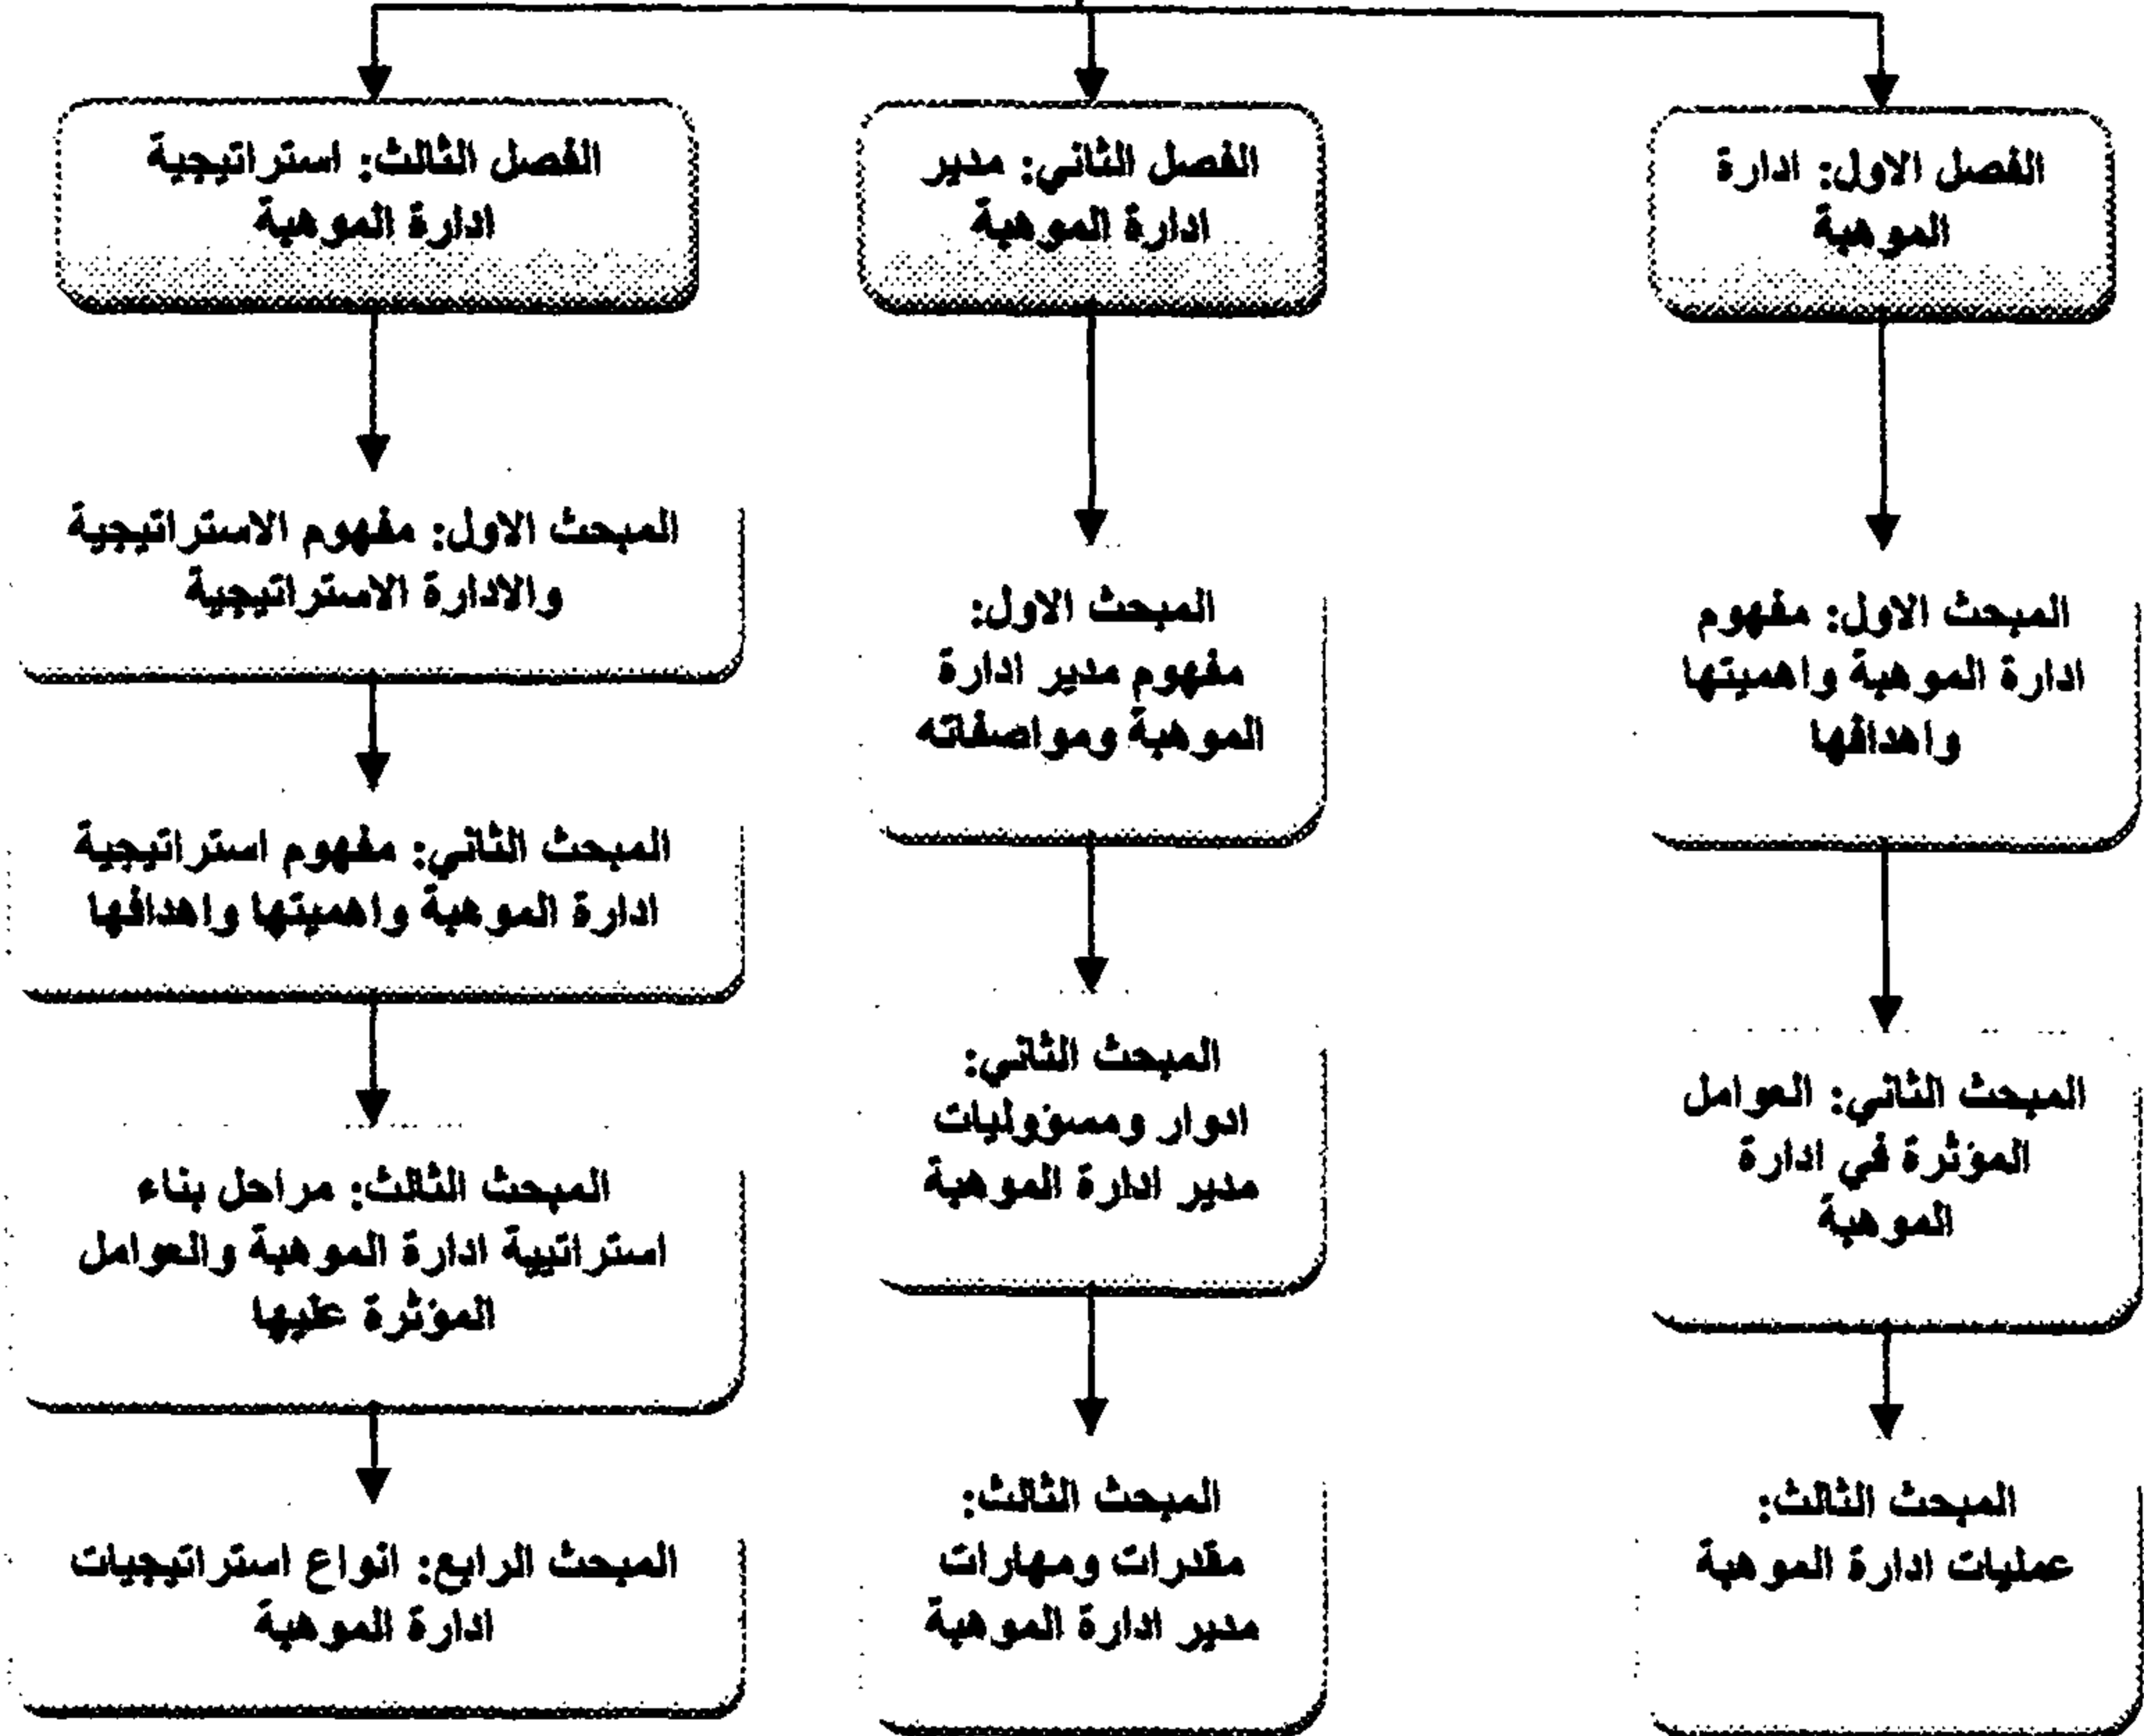 الفصل الاول: ادارة
الموهبة
المبحث الاول: مفهوم
ادارة الموهبة واهميتها
واهدافها
المبحث الثاني: العوامل
المؤثرة في ادارة
الموهبة
المبحث الثالث:
عمليات ادارة الموهبة
الفصل الثاني: مدير
ادارة الموهبة
المبحث الاول:
مفهوم مدير ادارة
الموهبة ومواصفاته
المبحث الثاني:
ادوار ومسؤوليات
مدير ادارة الموهبة
المبحث الثالث:
مقدرات ومهارات
مدير ادارة الموهبة
الفصل الثالث: استراتيجية
ادارة الموهبة
المبحث الاول: مفهوم الاستراتيجية
والادارة الاستراتيجية
المبحث الثاني: مفهوم استراتيجية
ادارة الموهبة واهميتها واهدافها
المبحث الثالث: مراحل بناء
استراتيية ادارة الموهبة والعوامل
المؤثرة عليها
المبحث الرابع: انواع استراتيجيات
ادارة الموهبة